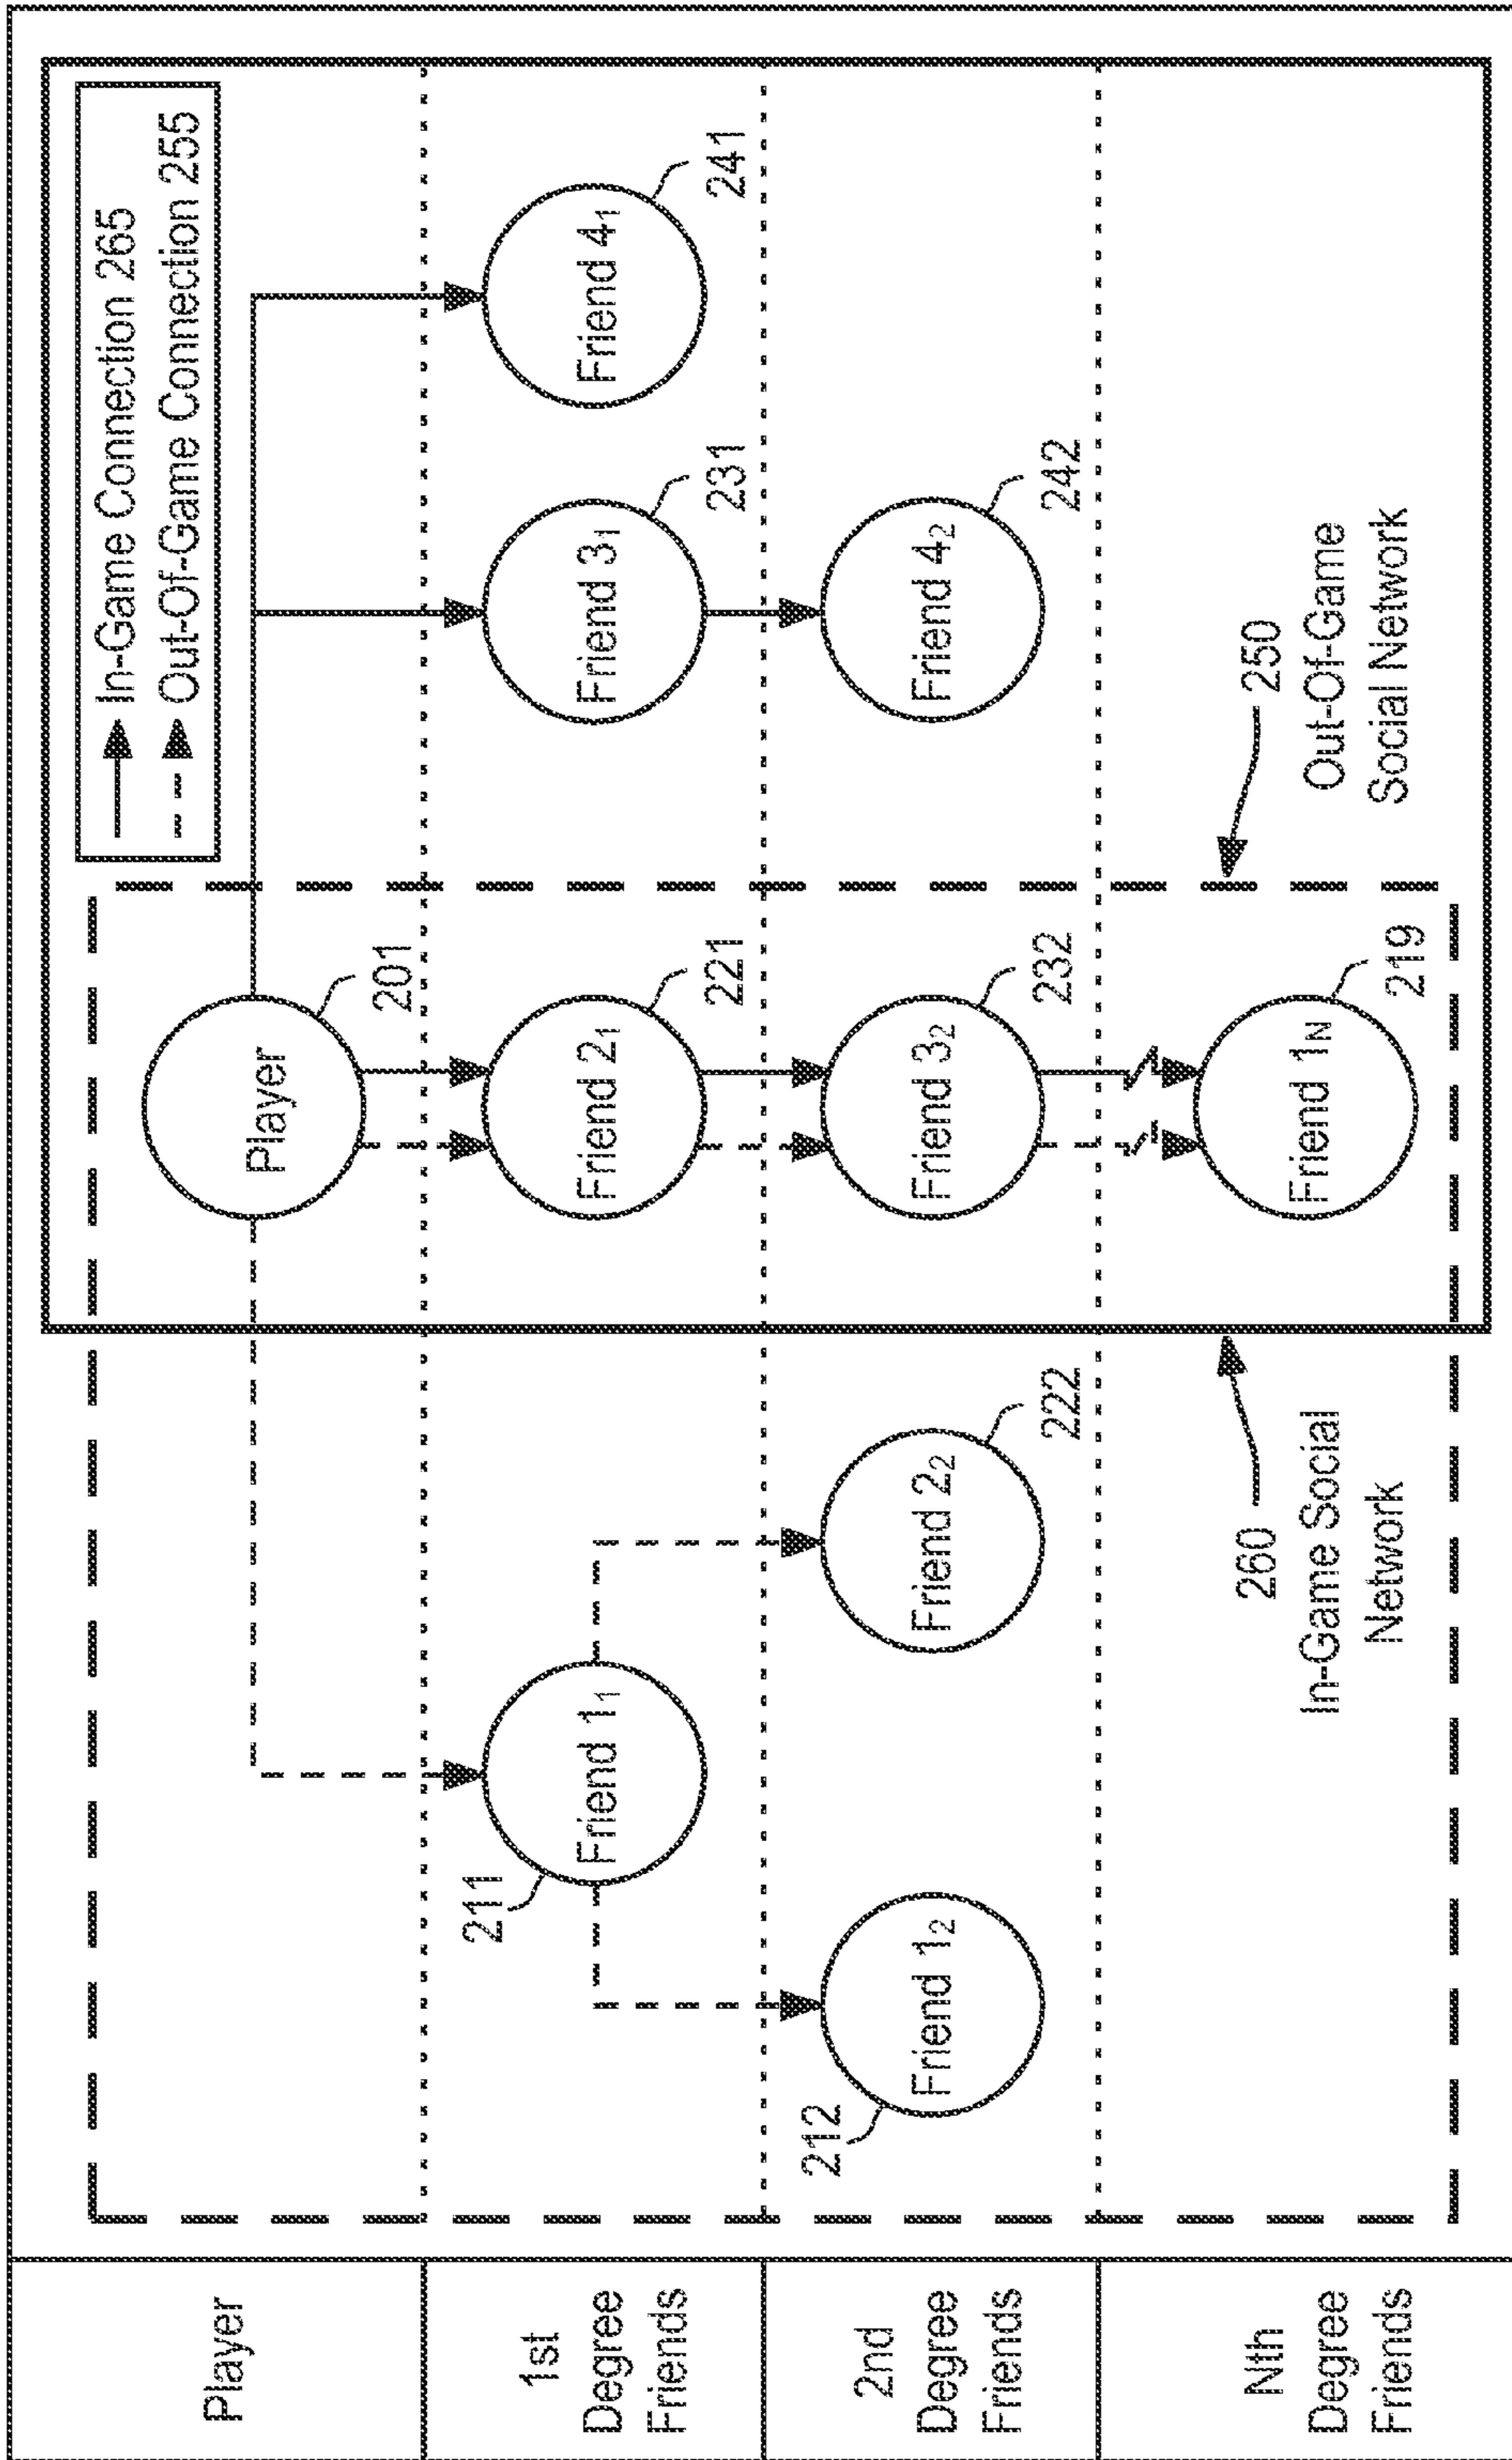 Player
1st
Degree
Friends
2nd
Degree
Friends
Nth
Degree
Friends
In-Game Connection 265
Out-Of-Game Connection 255
Player
201
211
Friend 1₁
Friend 2₁
221
Friend 3₁
231
Friend 4₁
241
212
Friend 1₂
Friend 2₂
222
Friend 3₂
232
Friend 4₂
242
260
In-Game Social
Network
Friend 1N
219
250
Out-Of-Game
Social Network